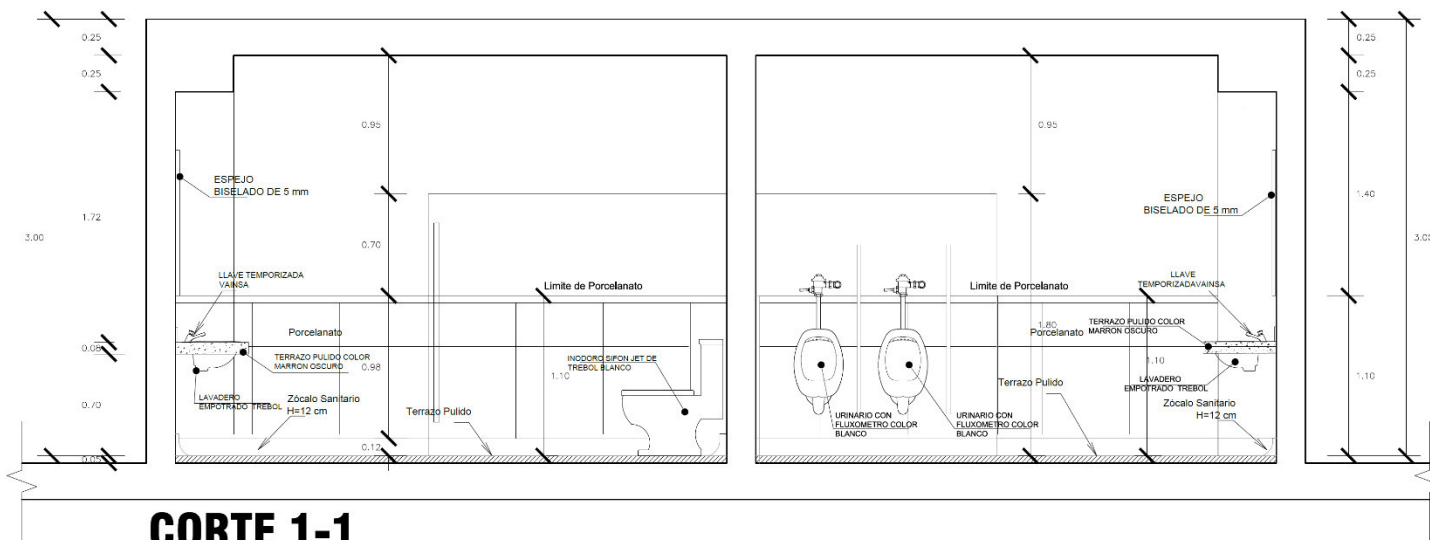 0.25
0.25
0.25
0.25
0.95
0.95
ESPEJO
BISELADO DE 5 mm
ESPEJO
BISELADO DE 5 mm
1.72
1.40
3.00
0.70
LLAVE TEMPORIZADA
VAINSA
LLAVE
TEMPORIZADAVAINSA
Limite de Porcelanato
Limite de Porcelanato
Porcelanato
1.80
Porcelanato
TERRAZO PULIDO COLOR
MARRON OSCURO
0.08
TERRAZO PULIDO COLOR
MARRON OSCURO
0.98
INODORO SIFON JET DE
TREBOL BLANCO
1.10
1.10
1.10
LAVADERO
EMPOTRADO TREBOL
LAVADERO
EMPOTRADO TREBOL
0.70
Zócalo Sanitario
H=12 cm
Terrazo Pulido
Terrazo Pulido
Zócalo Sanitario
H=12 cm
URINARIO CON
FLUXOMETRO COLOR
BLANCO
URINARIO CON
FLUXOMETRO COLOR
BLANCO
0.12
0.05
CORTE 1-1